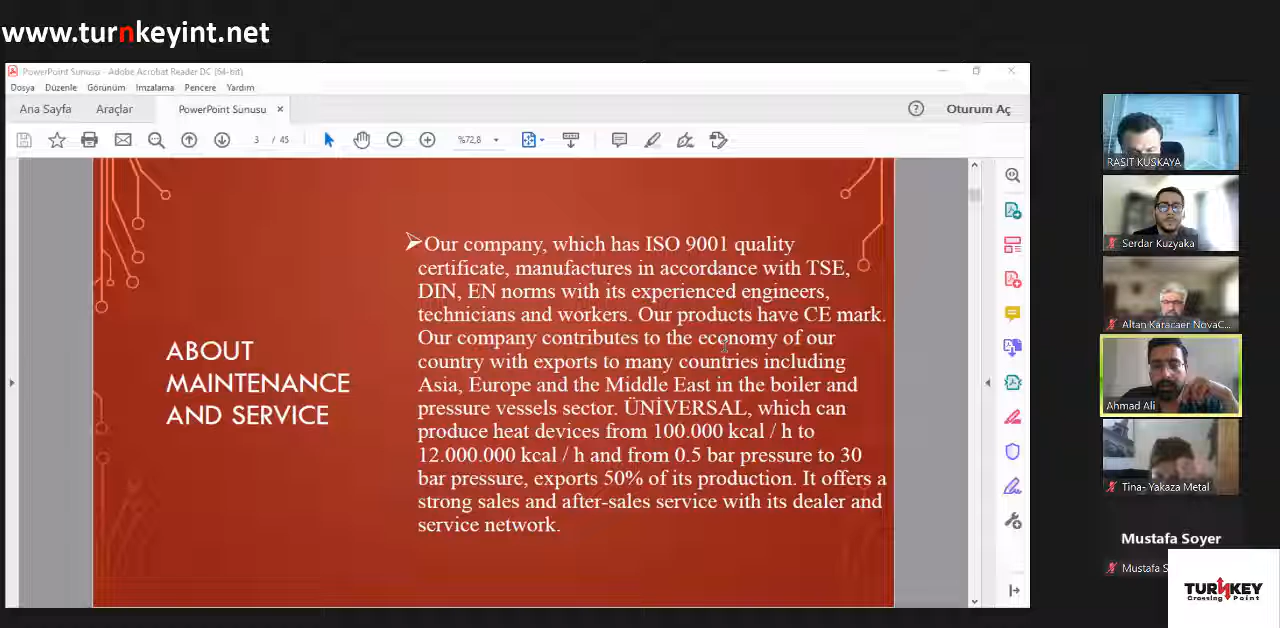 www.turnkeyint.net
PowerPoint Sunusu - Adobe Acrobat Reader DC (64-bit)
Dosya Düzenle Görünüm İmzalama Pencere Yardım
Ana Sayfa Araçlar PowerPoint Sunusu × Oturum Aç
3 / 45 %72,8
ABOUT
MAINTENANCE
AND SERVICE
Our company, which has ISO 9001 quality
certificate, manufactures in accordance with TSE,
DIN, EN norms with its experienced engineers,
technicians and workers. Our products have CE mark.
Our company contributes to the economy of our
country with exports to many countries including
Asia, Europe and the Middle East in the boiler and
pressure vessels sector. ÜNİVERSAL, which can
produce heat devices from 100.000 kcal / h to
12.000.000 kcal / h and from 0.5 bar pressure to 30
bar pressure, exports 50% of its production. It offers a
strong sales and after-sales service with its dealer and
service network.
RASIT KUSKAYA
Serdar Kuzyaka
Altan Karacaer NovaC...
Ahmad Ali
Tina- Yakaza Metal
Mustafa Soyer
Mustafa S
TURNKEY
Crossing Point